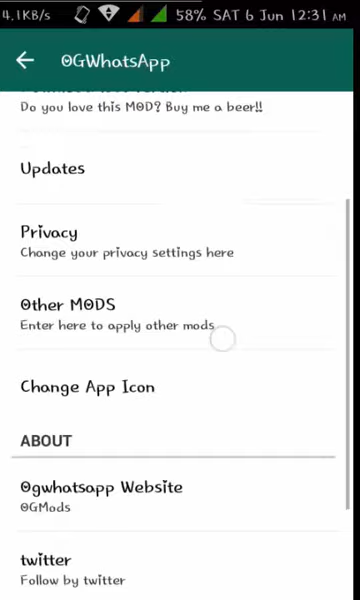 4.1KB/s 58% SAT 6 Jun 12:31 AM
OGWhatsApp
Do you love this MOD? Buy me a beer!!
Updates
Privacy
Change your privacy settings here
Other MODS
Enter here to apply other mods
Change App Icon
ABOUT
Ogwhatsapp Website
OGMods
twitter
Follow by twitter